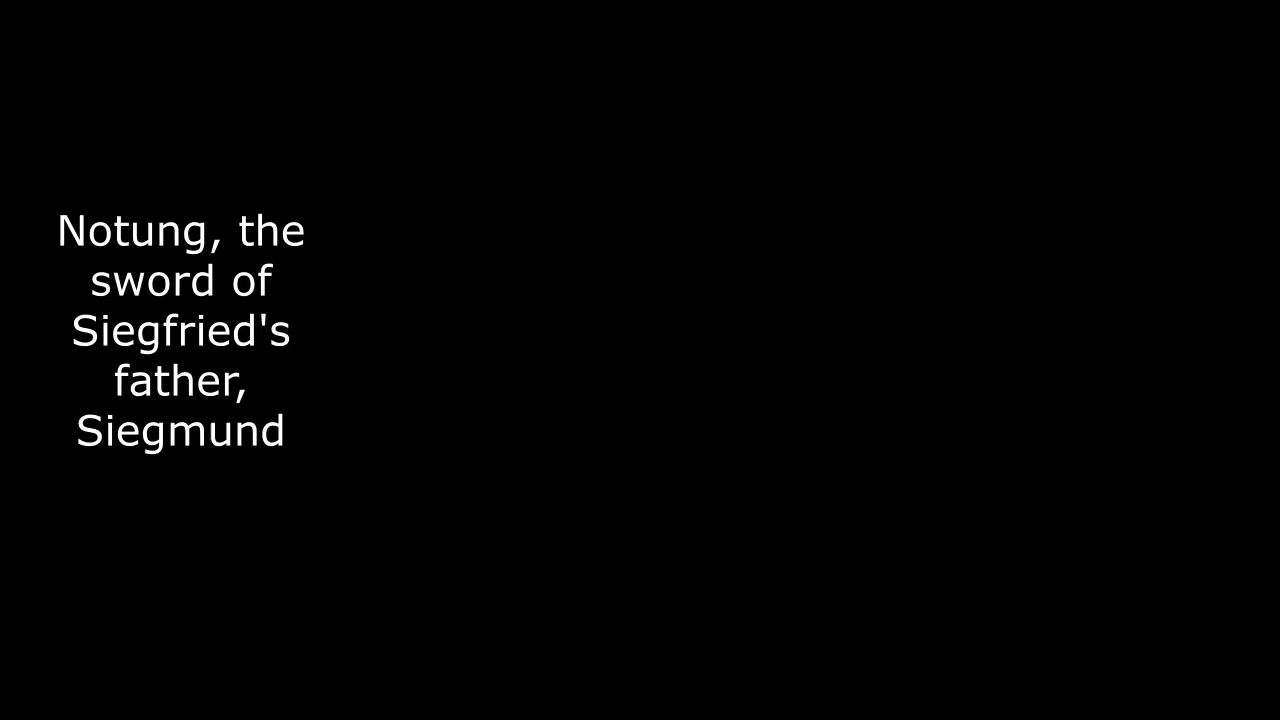 Notung, the
sword of
Siegfried's
father,
Siegmund